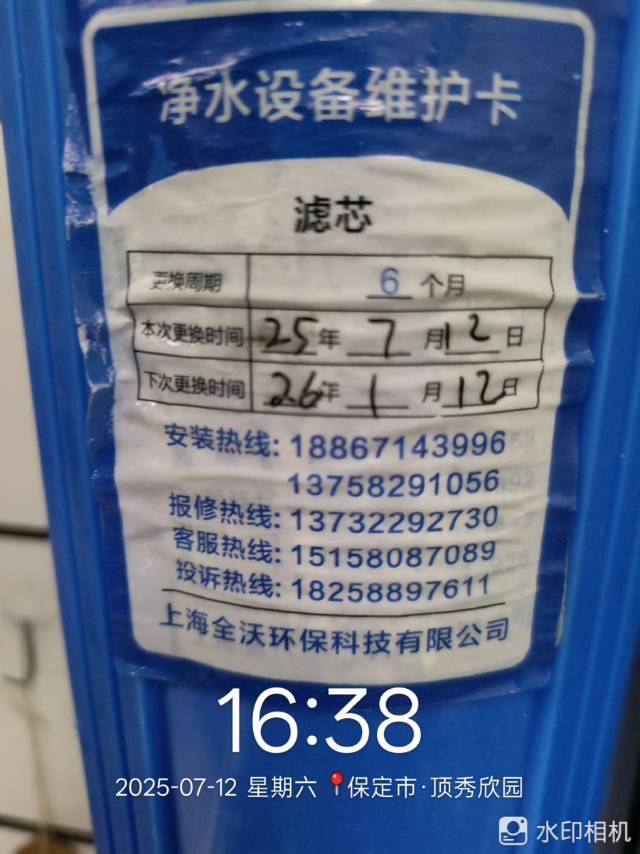 净水设备维护卡
滤芯
更换周期 6 个月
本次更换时间 25年 7 月12日
下次更换时间 26年 1 月12日
安装热线: 18867143996
13758291056
报修热线: 13732292730
客服热线: 15158087089
投诉热线: 18258897611
上海全沃环保科技有限公司
16:38
2025-07-12 星期六 📍保定市·顶秀欣园
水印相机